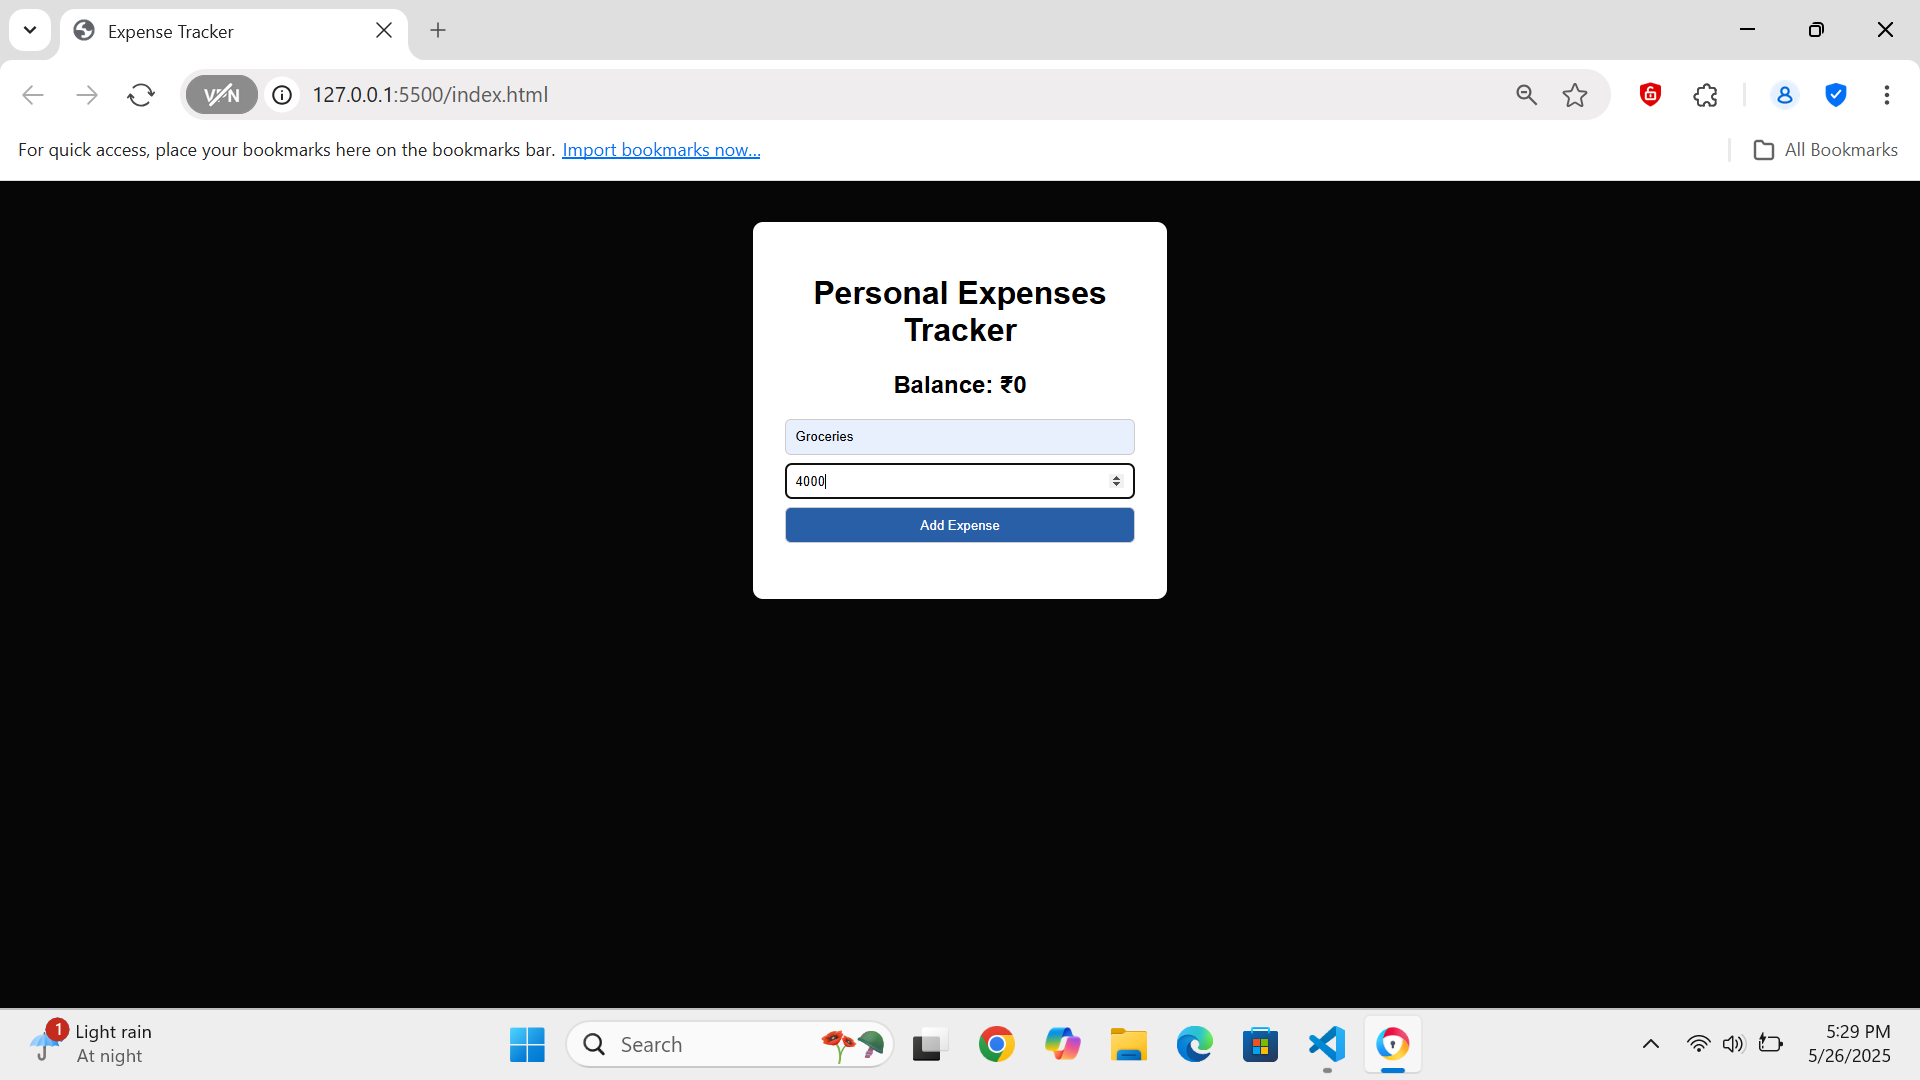 Expense Tracker
VPN
127.0.0.1:5500/index.html
For quick access, place your bookmarks here on the bookmarks bar. Import bookmarks now...
All Bookmarks
Personal Expenses
Tracker
Balance: ₹0
Groceries
4000
Add Expense
1
Light rain
At night
Search
5:29 PM
5/26/2025